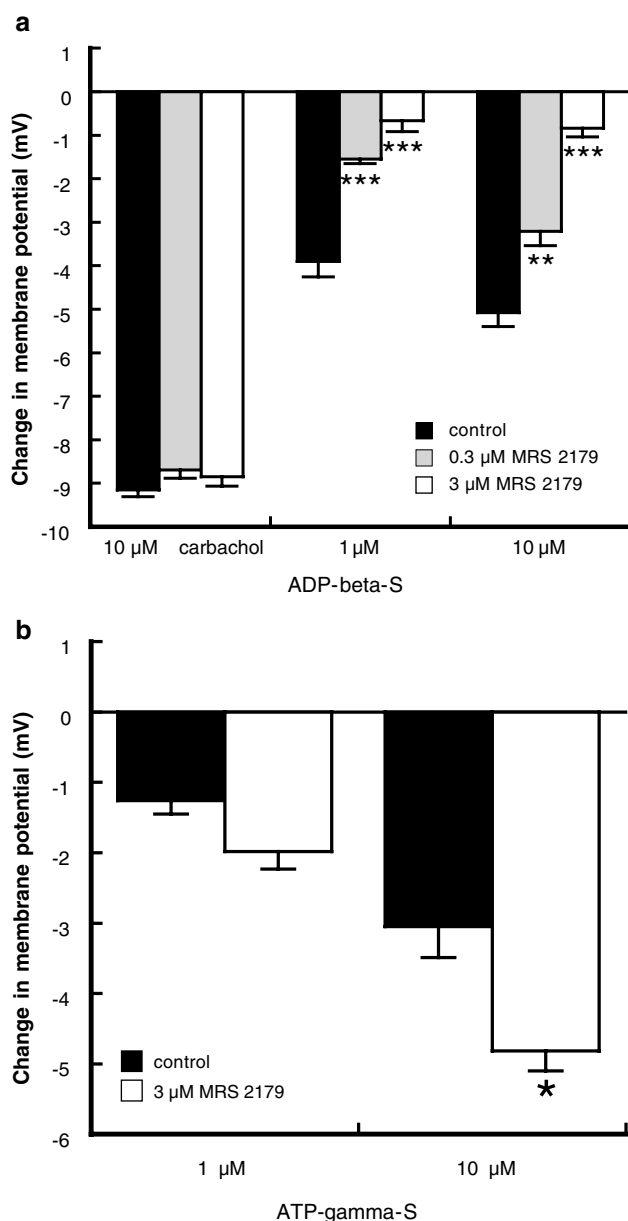 a
Change in membrane potential (mV)
1
0
-1
-2
-3
-4
-5
-6
-7
-8
-9
-10
***
***
**
***
control
0.3 µM MRS 2179
3 µM MRS 2179
10 µM carbachol 1 µM 10 µM
ADP-beta-S
b
Change in membrane potential (mV)
1
0
-1
-2
-3
-4
-5
-6
*
control
3 µM MRS 2179
1 µM 10 µM
ATP-gamma-S